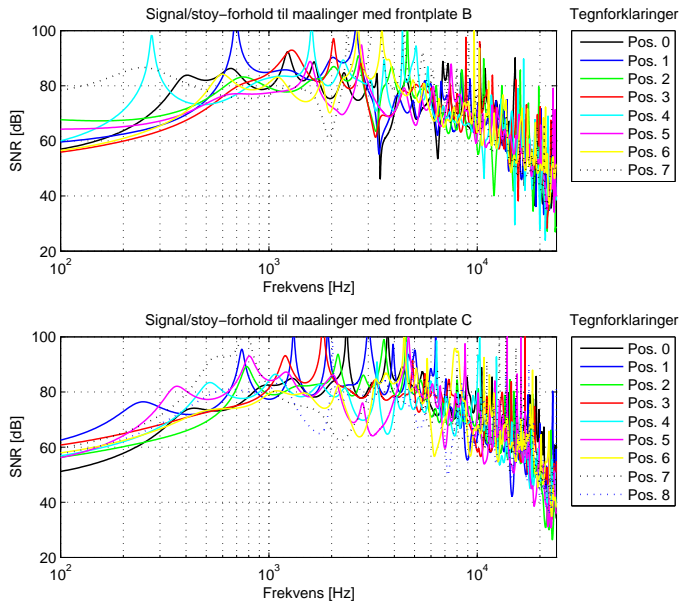 Signal/stoy−forhold til maalinger med frontplate B
Tegnforklaringer
100
80
60
40
20
SNR [dB]
10^2
10^3
10^4
Frekvens [Hz]
Pos. 0
Pos. 1
Pos. 2
Pos. 3
Pos. 4
Pos. 5
Pos. 6
Pos. 7
Signal/stoy−forhold til maalinger med frontplate C
Tegnforklaringer
100
80
60
40
20
SNR [dB]
10^2
10^3
10^4
Frekvens [Hz]
Pos. 0
Pos. 1
Pos. 2
Pos. 3
Pos. 4
Pos. 5
Pos. 6
Pos. 7
Pos. 8